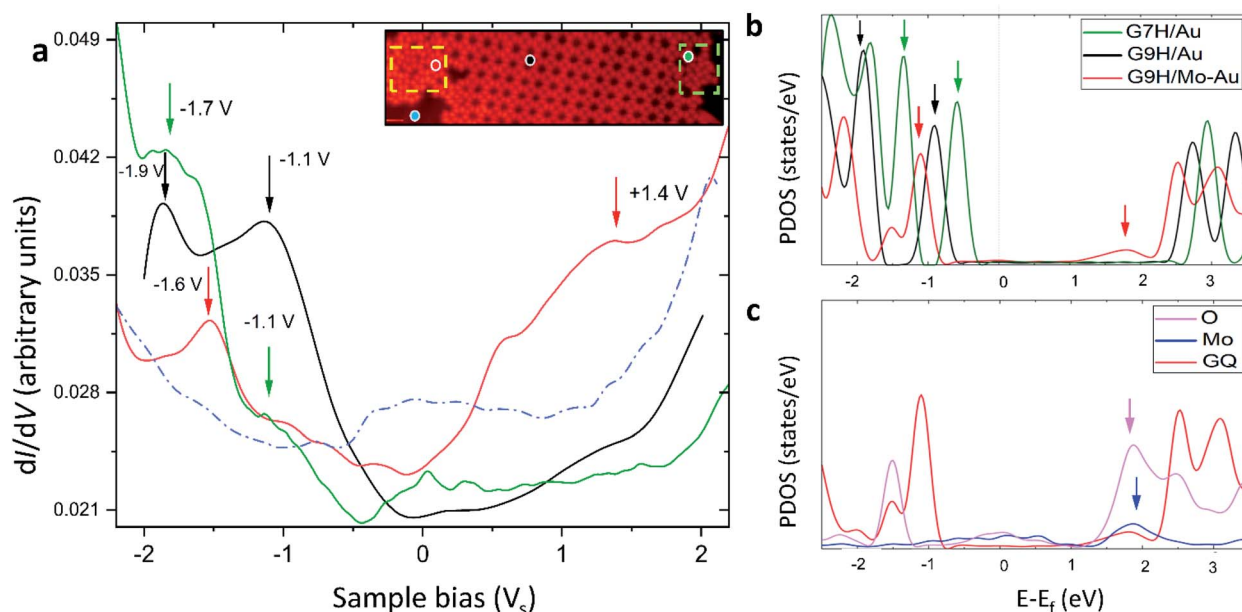 a
0.049
0.042
0.035
0.028
0.021
dI/dV (arbitrary units)
-1.7 V
-1.9 V
-1.1 V
-1.6 V
-1.1 V
+1.4 V
-2
-1
0
1
2
Sample bias (Vs)
b
G7H/Au
G9H/Au
G9H/Mo-Au
PDOS (states/eV)
-2
-1
0
1
2
3
c
O
Mo
GQ
PDOS (states/eV)
-2
-1
0
1
2
3
E-Ef (eV)